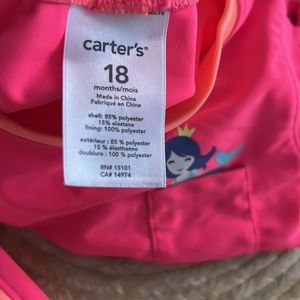 carter's®
18
months/mois
Made in China
Fabriqué en China
shell: 85% polyester
15% elastane
lining: 100% polyester
extérieur : 85 % polyester
15 % élasthanne
doublure : 100 % polyester
RN# 15101
CA# 14974